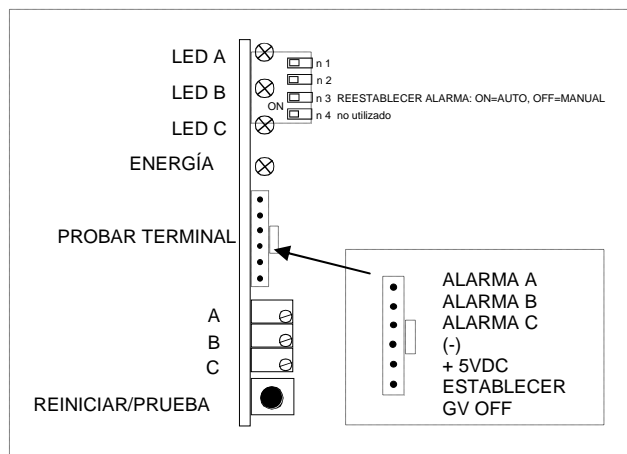 LED A
n 1
n 2
LED B
ON
n 3 REESTABLECER ALARMA: ON=AUTO, OFF=MANUAL
n 4 no utilizado
LED C
ENERGÍA
PROBAR TERMINAL
A
B
C
REINICIAR/PRUEBA
ALARMA A
ALARMA B
ALARMA C
(-)
+ 5VDC
ESTABLECER
GV OFF